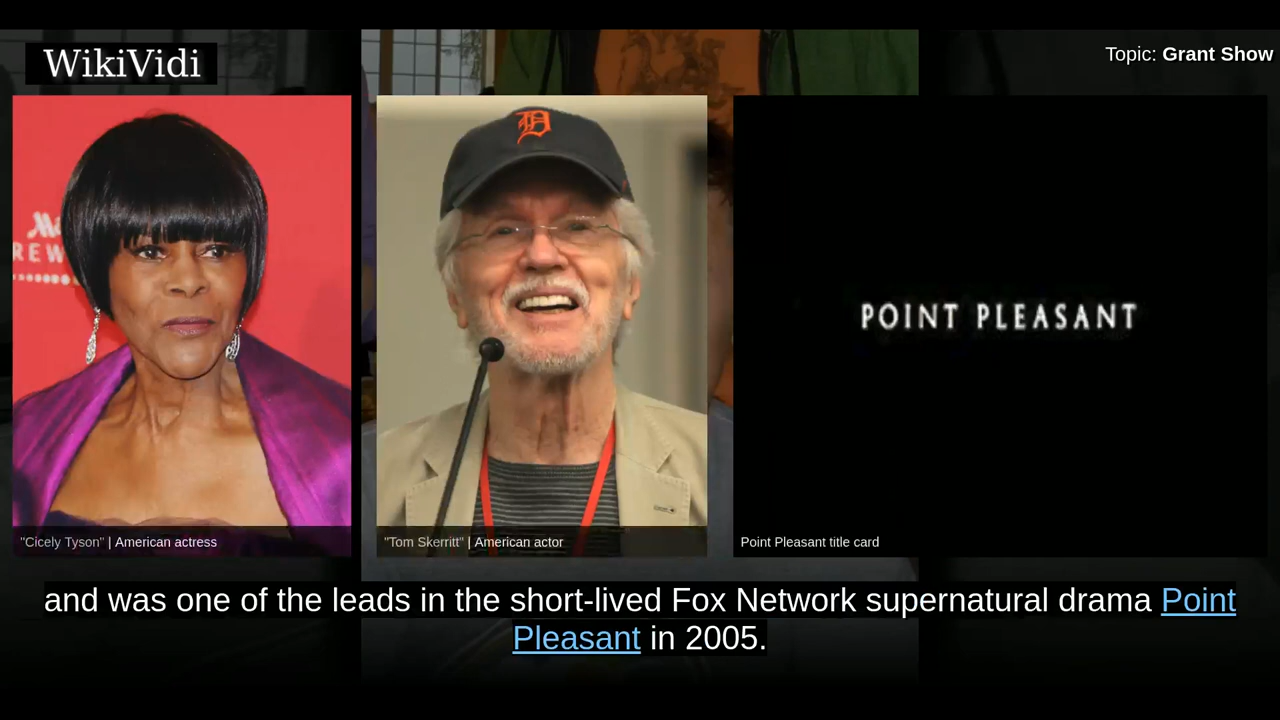 WikiVidi
Topic: Grant Show
REW
D
POINT PLEASANT
"Cicely Tyson" | American actress
"Tom Skerritt" | American actor
Point Pleasant title card
and was one of the leads in the short-lived Fox Network supernatural drama Point
Pleasant in 2005.